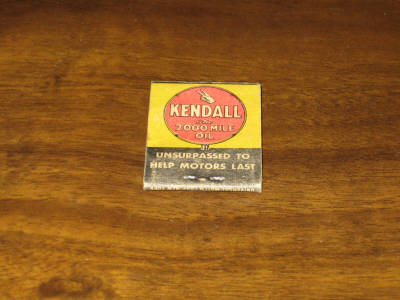 KENDALL
THE
2000 MILE
OIL
UNSURPASSED TO
HELP MOTORS LAST